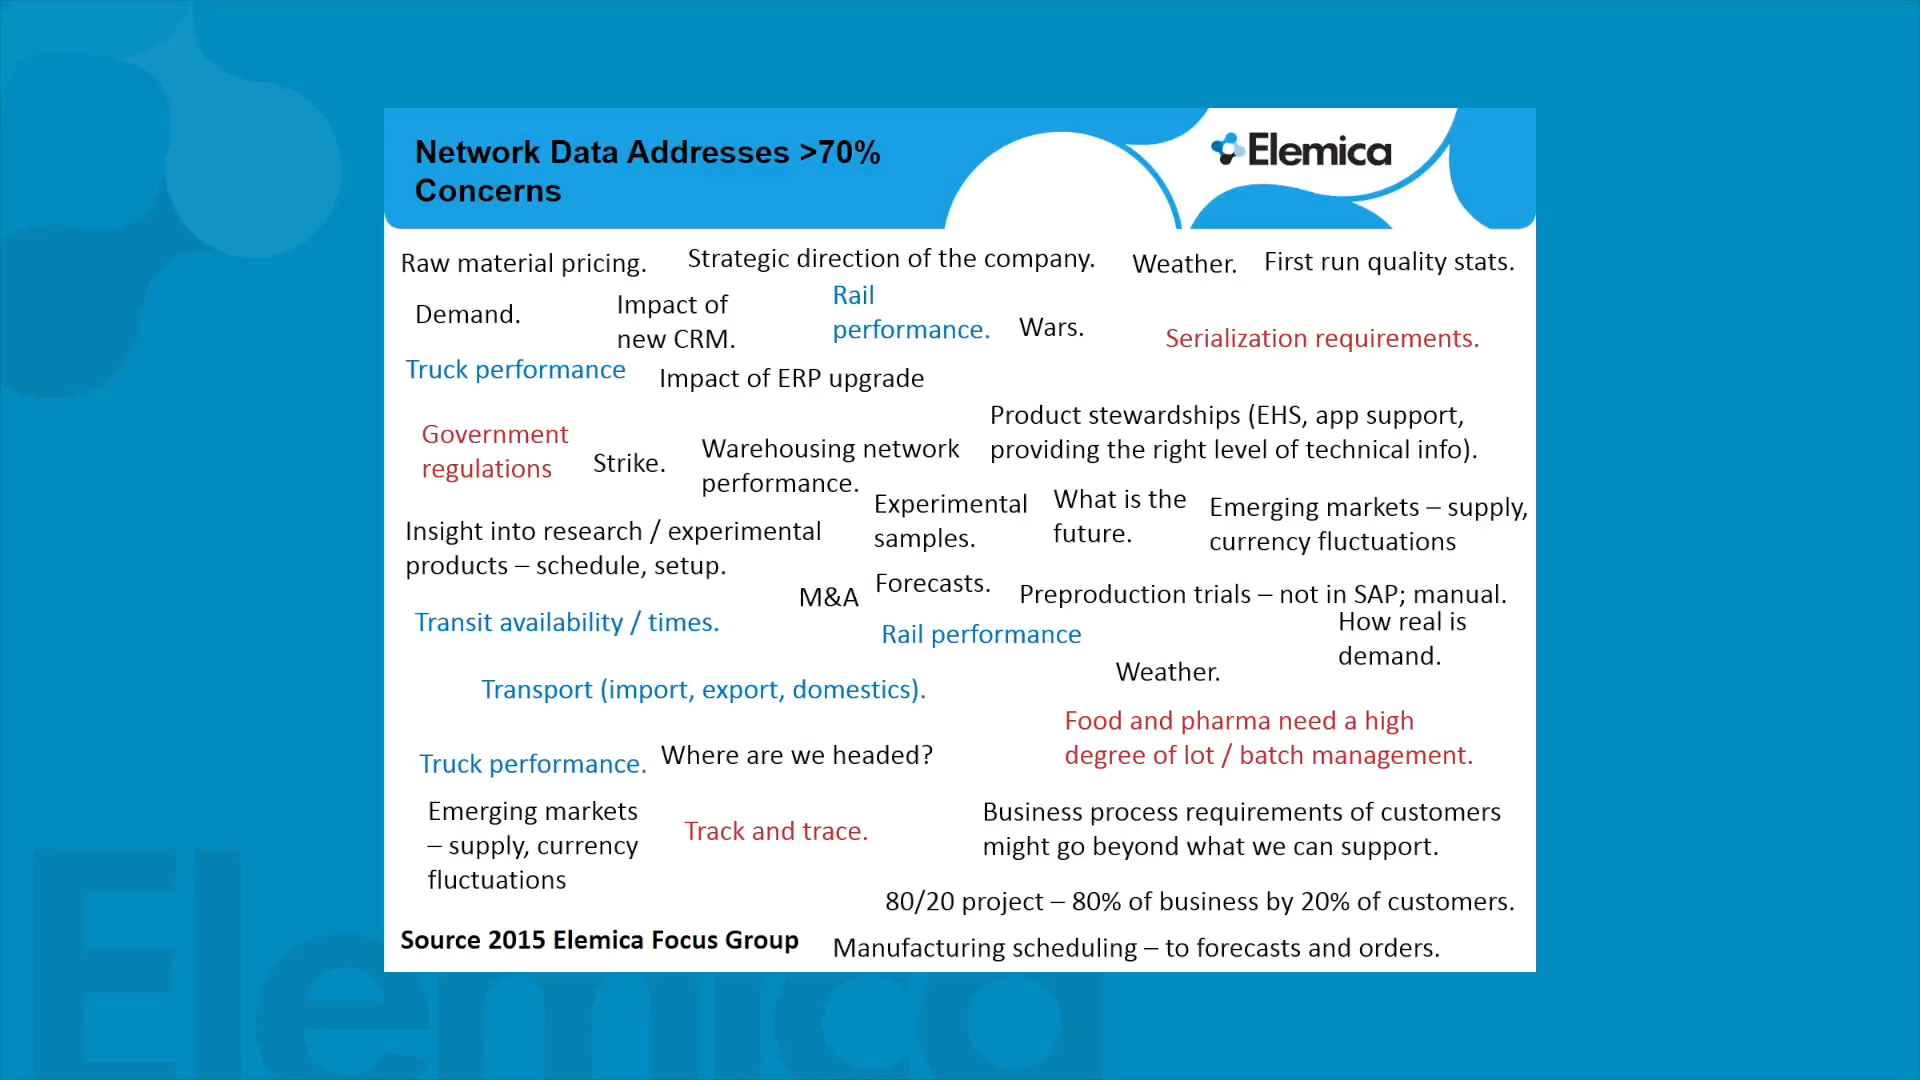 Network Data Addresses >70%
Concerns
Elemica
Raw material pricing.
Strategic direction of the company.
Weather.
First run quality stats.
Demand.
Impact of
new CRM.
Rail
performance.
Wars.
Serialization requirements.
Truck performance
Impact of ERP upgrade
Government
regulations
Strike.
Warehousing network
performance.
Product stewardships (EHS, app support,
providing the right level of technical info).
Insight into research / experimental
products – schedule, setup.
Experimental
samples.
What is the
future.
Emerging markets – supply,
currency fluctuations
M&A
Forecasts.
Preproduction trials – not in SAP; manual.
Transit availability / times.
Rail performance
How real is
demand.
Weather.
Transport (import, export, domestics).
Food and pharma need a high
degree of lot / batch management.
Truck performance.
Where are we headed?
Emerging markets
– supply, currency
fluctuations
Track and trace.
Business process requirements of customers
might go beyond what we can support.
80/20 project – 80% of business by 20% of customers.
Source 2015 Elemica Focus Group
Manufacturing scheduling – to forecasts and orders.
Elemica